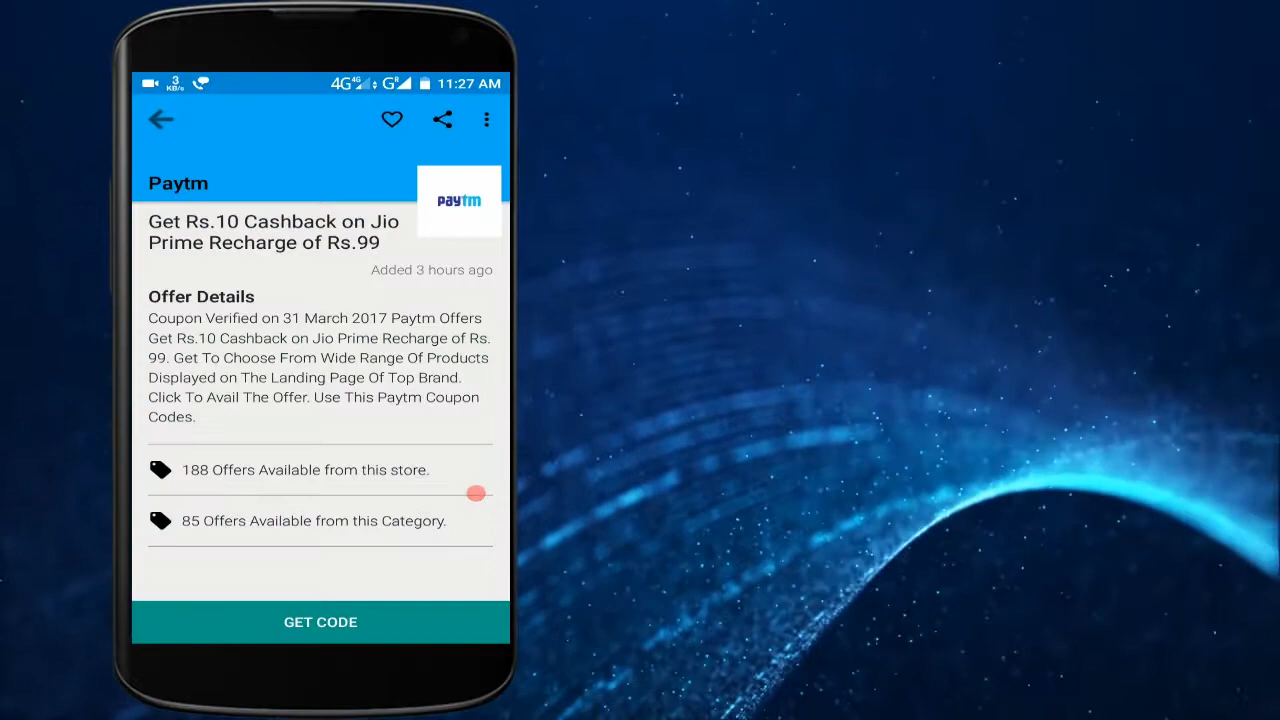 3
KB/s
4G 4G G R 11:27 AM
Paytm
paytm
Get Rs.10 Cashback on Jio
Prime Recharge of Rs.99
Added 3 hours ago
Offer Details
Coupon Verified on 31 March 2017 Paytm Offers
Get Rs.10 Cashback on Jio Prime Recharge of Rs.
99. Get To Choose From Wide Range Of Products
Displayed on The Landing Page Of Top Brand.
Click To Avail The Offer. Use This Paytm Coupon
Codes.
188 Offers Available from this store.
85 Offers Available from this Category.
GET CODE